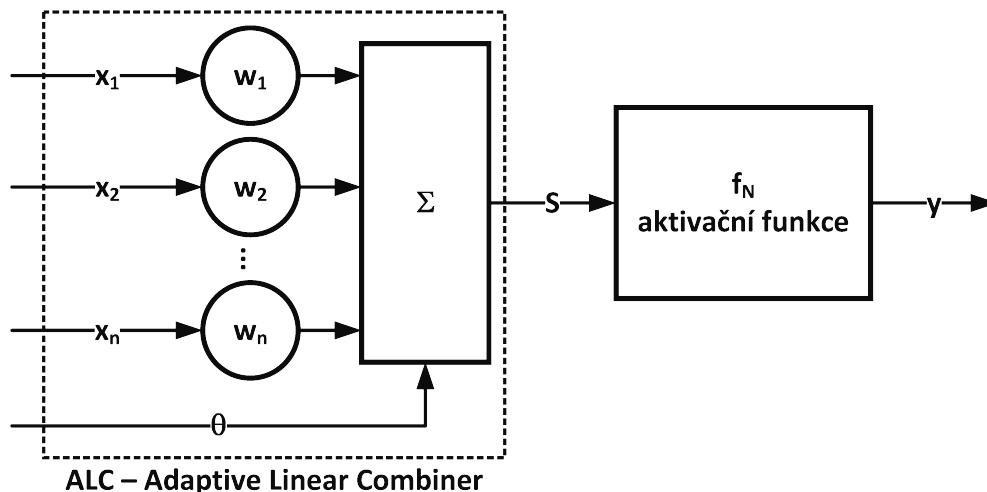 x1 w1
x2 w2
⋮
xn wn
Σ
θ
S
fN
aktivační funkce
y
ALC – Adaptive Linear Combiner